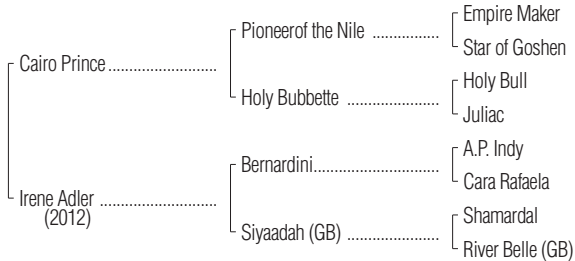 Empire Maker
Pioneerof the Nile ................
Star of Goshen
Cairo Prince ..........................
Holy Bull
Holy Bubbette ......................
Juliac
A.P. Indy
Bernardini..............................
Cara Rafaela
Irene Adler ............................
(2012)
Shamardal
Siyaadah (GB) ......................
River Belle (GB)